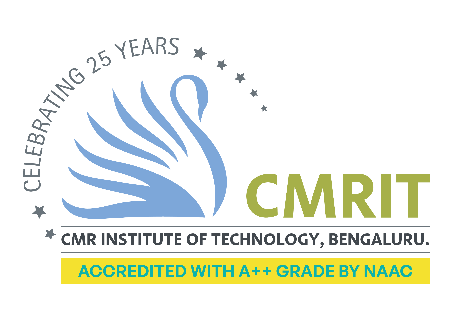 CELEBRATING 25 YEARS
CMRIT
CMR INSTITUTE OF TECHNOLOGY, BENGALURU.
ACCREDITED WITH A++ GRADE BY NAAC